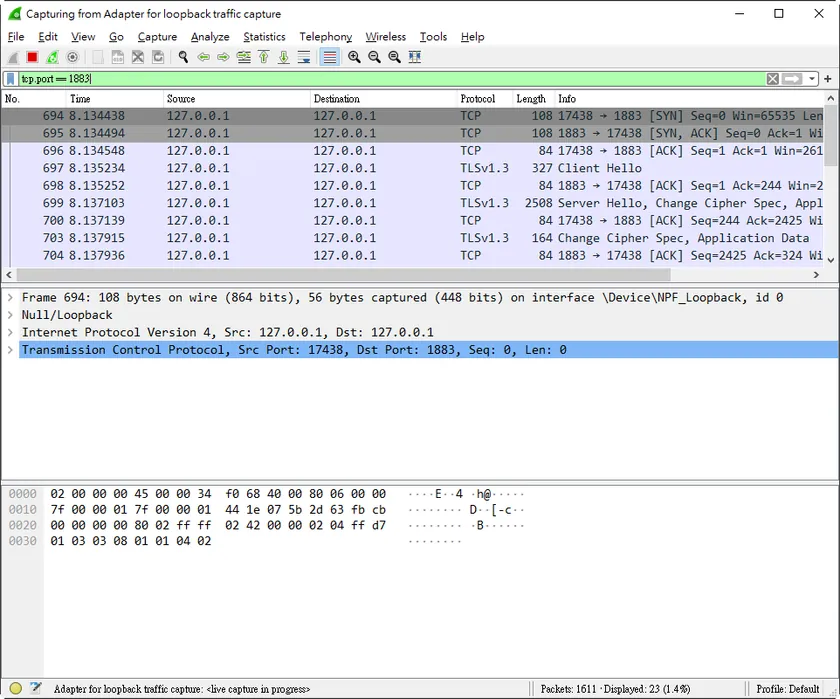 Capturing from Adapter for loopback traffic capture
File Edit View Go Capture Analyze Statistics Telephony Wireless Tools Help
tcp.port == 1883
No. Time Source Destination Protocol Length Info
694 8.134438 127.0.0.1 127.0.0.1 TCP 108 17438 → 1883 [SYN] Seq=0 Win=65535 Len
695 8.134494 127.0.0.1 127.0.0.1 TCP 108 1883 → 17438 [SYN, ACK] Seq=0 Ack=1 Wi
696 8.134548 127.0.0.1 127.0.0.1 TCP 84 17438 → 1883 [ACK] Seq=1 Ack=1 Win=261
697 8.135234 127.0.0.1 127.0.0.1 TLSv1.3 327 Client Hello
698 8.135252 127.0.0.1 127.0.0.1 TCP 84 1883 → 17438 [ACK] Seq=1 Ack=244 Win=2
699 8.137103 127.0.0.1 127.0.0.1 TLSv1.3 2508 Server Hello, Change Cipher Spec, Appl
700 8.137139 127.0.0.1 127.0.0.1 TCP 84 17438 → 1883 [ACK] Seq=244 Ack=2425 Wi
703 8.137915 127.0.0.1 127.0.0.1 TLSv1.3 164 Change Cipher Spec, Application Data
704 8.137936 127.0.0.1 127.0.0.1 TCP 84 1883 → 17438 [ACK] Seq=2425 Ack=324 Wi
Frame 694: 108 bytes on wire (864 bits), 56 bytes captured (448 bits) on interface \Device\NPF_Loopback, id 0
Null/Loopback
Internet Protocol Version 4, Src: 127.0.0.1, Dst: 127.0.0.1
Transmission Control Protocol, Src Port: 17438, Dst Port: 1883, Seq: 0, Len: 0
0000 02 00 00 00 45 00 00 34 f0 68 40 00 80 06 00 00 ····E··4 ·h@·····
0010 7f 00 00 01 7f 00 00 01 44 1e 07 5b 2d 63 fb cb ········ D··[-c··
0020 00 00 00 00 80 02 ff ff 02 42 00 00 02 04 ff d7 ········ ·B······
0030 01 03 03 08 01 01 04 02 ········
Adapter for loopback traffic capture: <live capture in progress> Packets: 1611 · Displayed: 23 (1.4%) Profile: Default